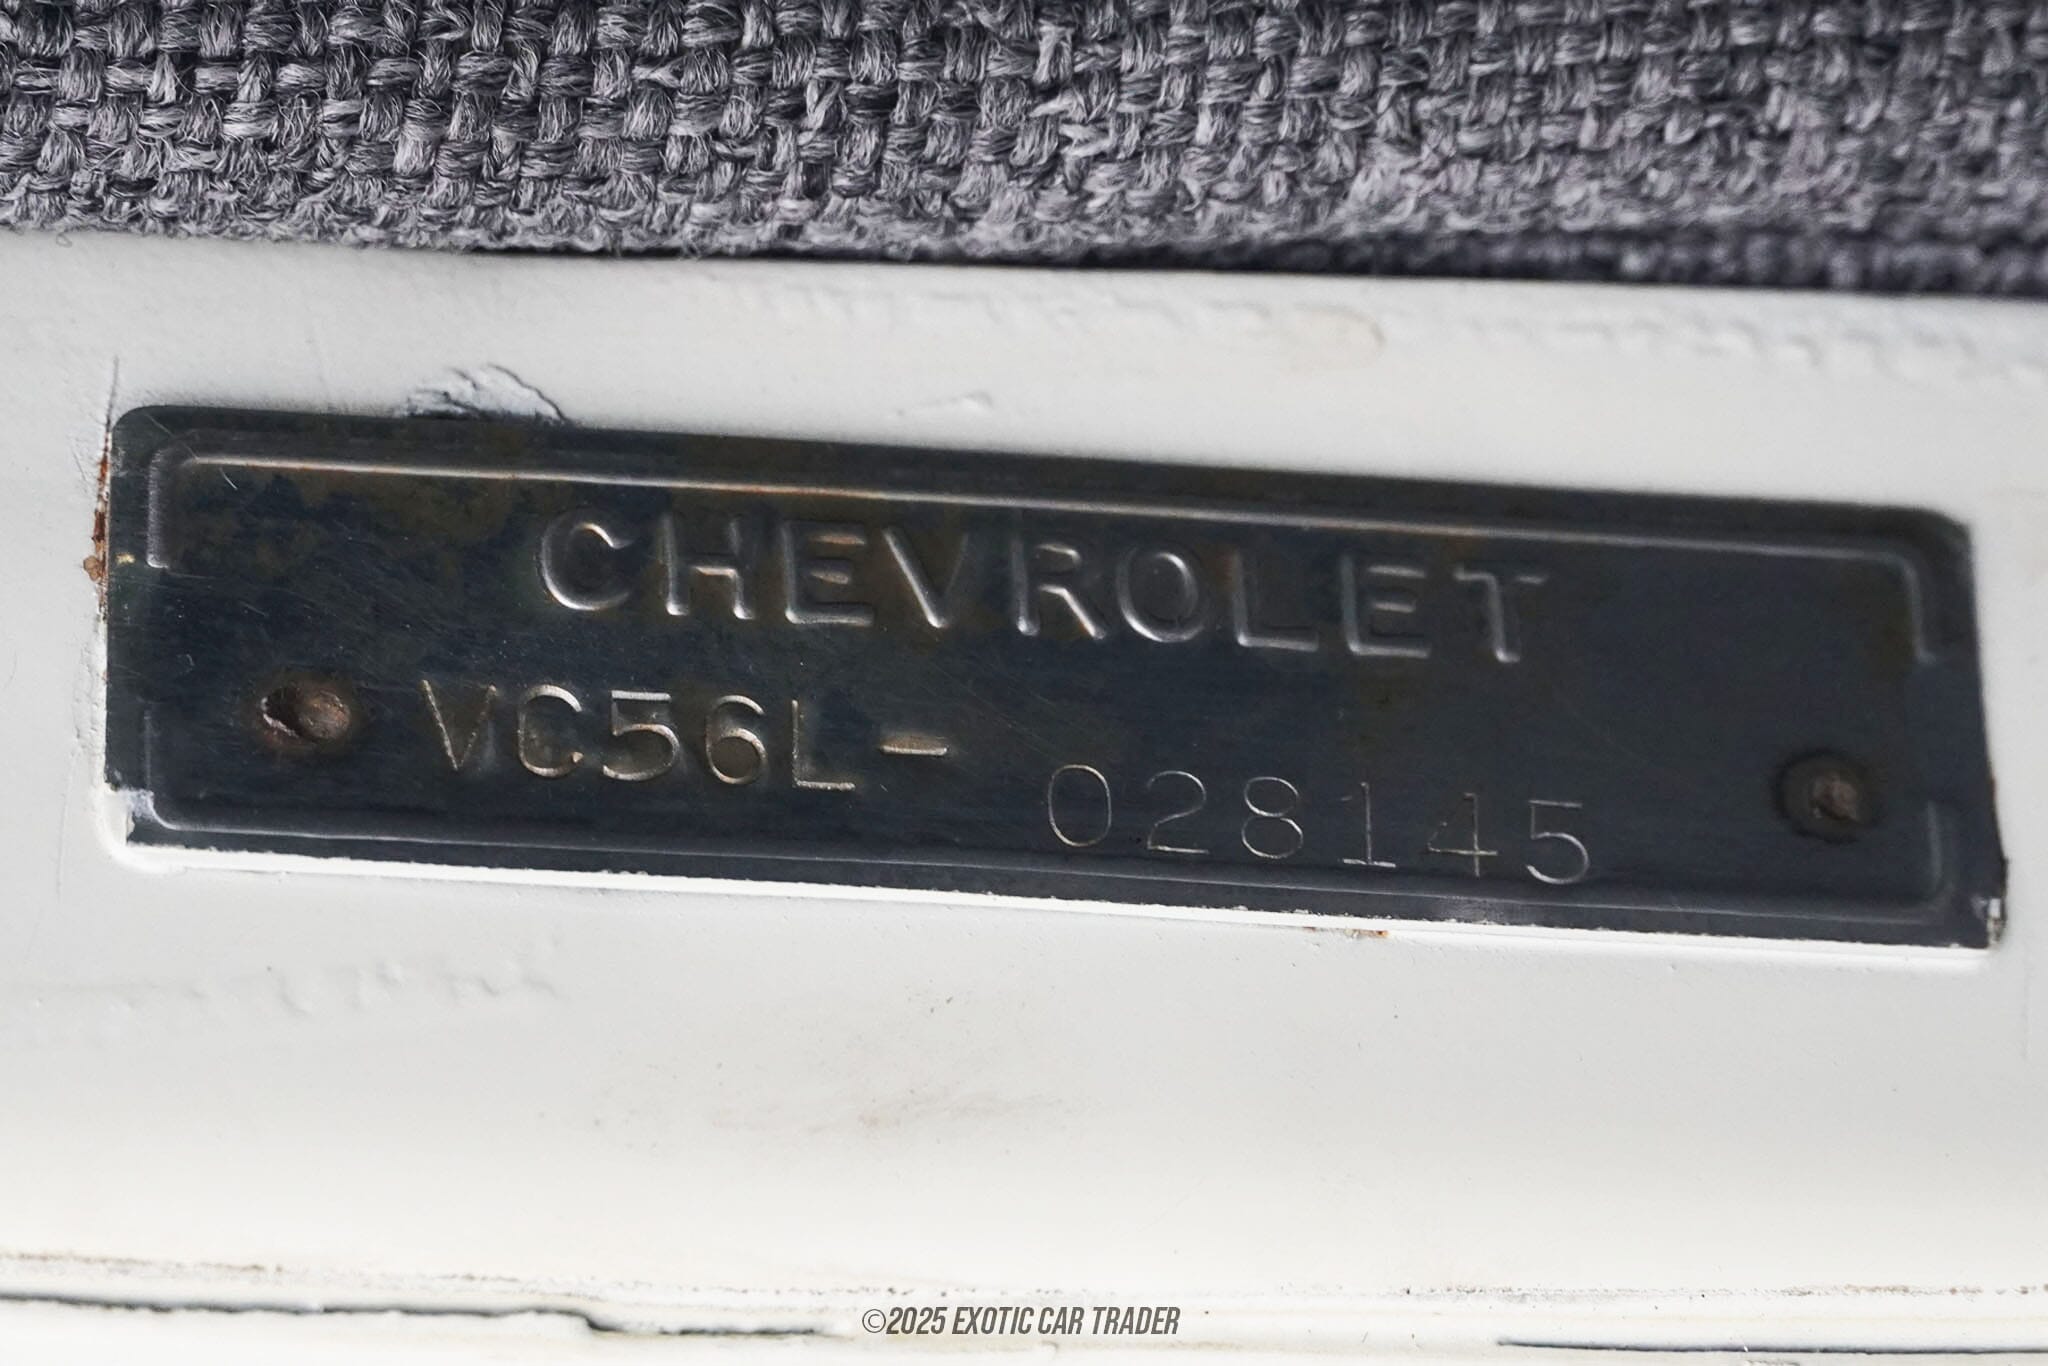 CHEVROLET
VC56L- 028145
©2025 EXOTIC CAR TRADER